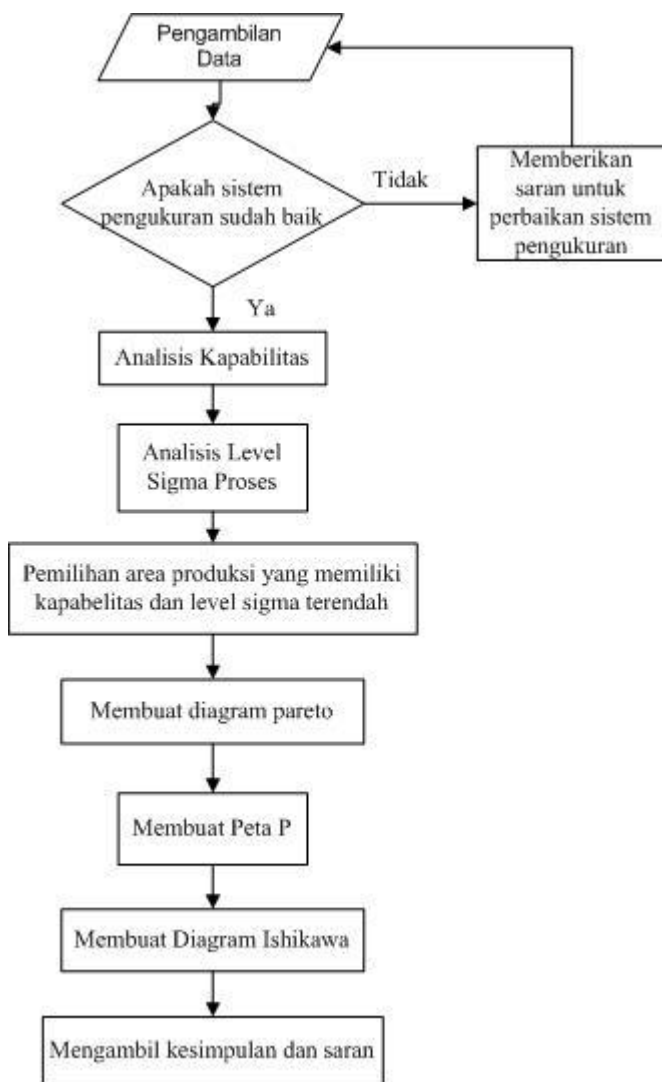 Pengambilan
Data
Apakah sistem
pengukuran sudah baik
Tidak
Memberikan
saran untuk
perbaikan sistem
pengukuran
Ya
Analisis Kapabilitas
Analisis Level
Sigma Proses
Pemilihan area produksi yang memiliki
kapabelitas dan level sigma terendah
Membuat diagram pareto
Membuat Peta P
Membuat Diagram Ishikawa
Mengambil kesimpulan dan saran